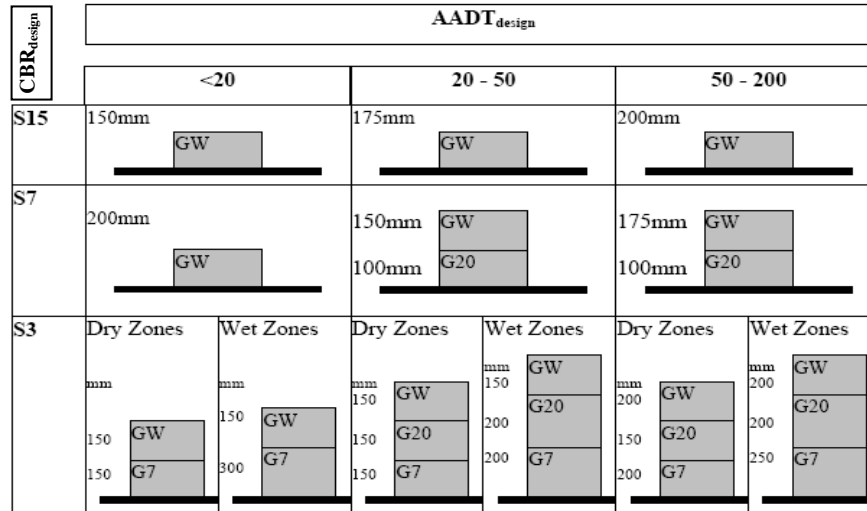 CBRdesign
AADTdesign
<20 20 - 50 50 - 200
S15 150mm 175mm 200mm
GW GW GW
S7
200mm 150mm GW 175mm GW
GW 100mm G20 100mm G20
S3 Dry Zones Wet Zones Dry Zones Wet Zones Dry Zones Wet Zones
mm
150 GW
150 G7
mm
150 GW
300 G7
mm
150 GW
150 G20
150 G7
mm
150 GW
200 G20
200 G7
mm
200 GW
150 G20
200 G7
mm
200 GW
200 G20
250 G7